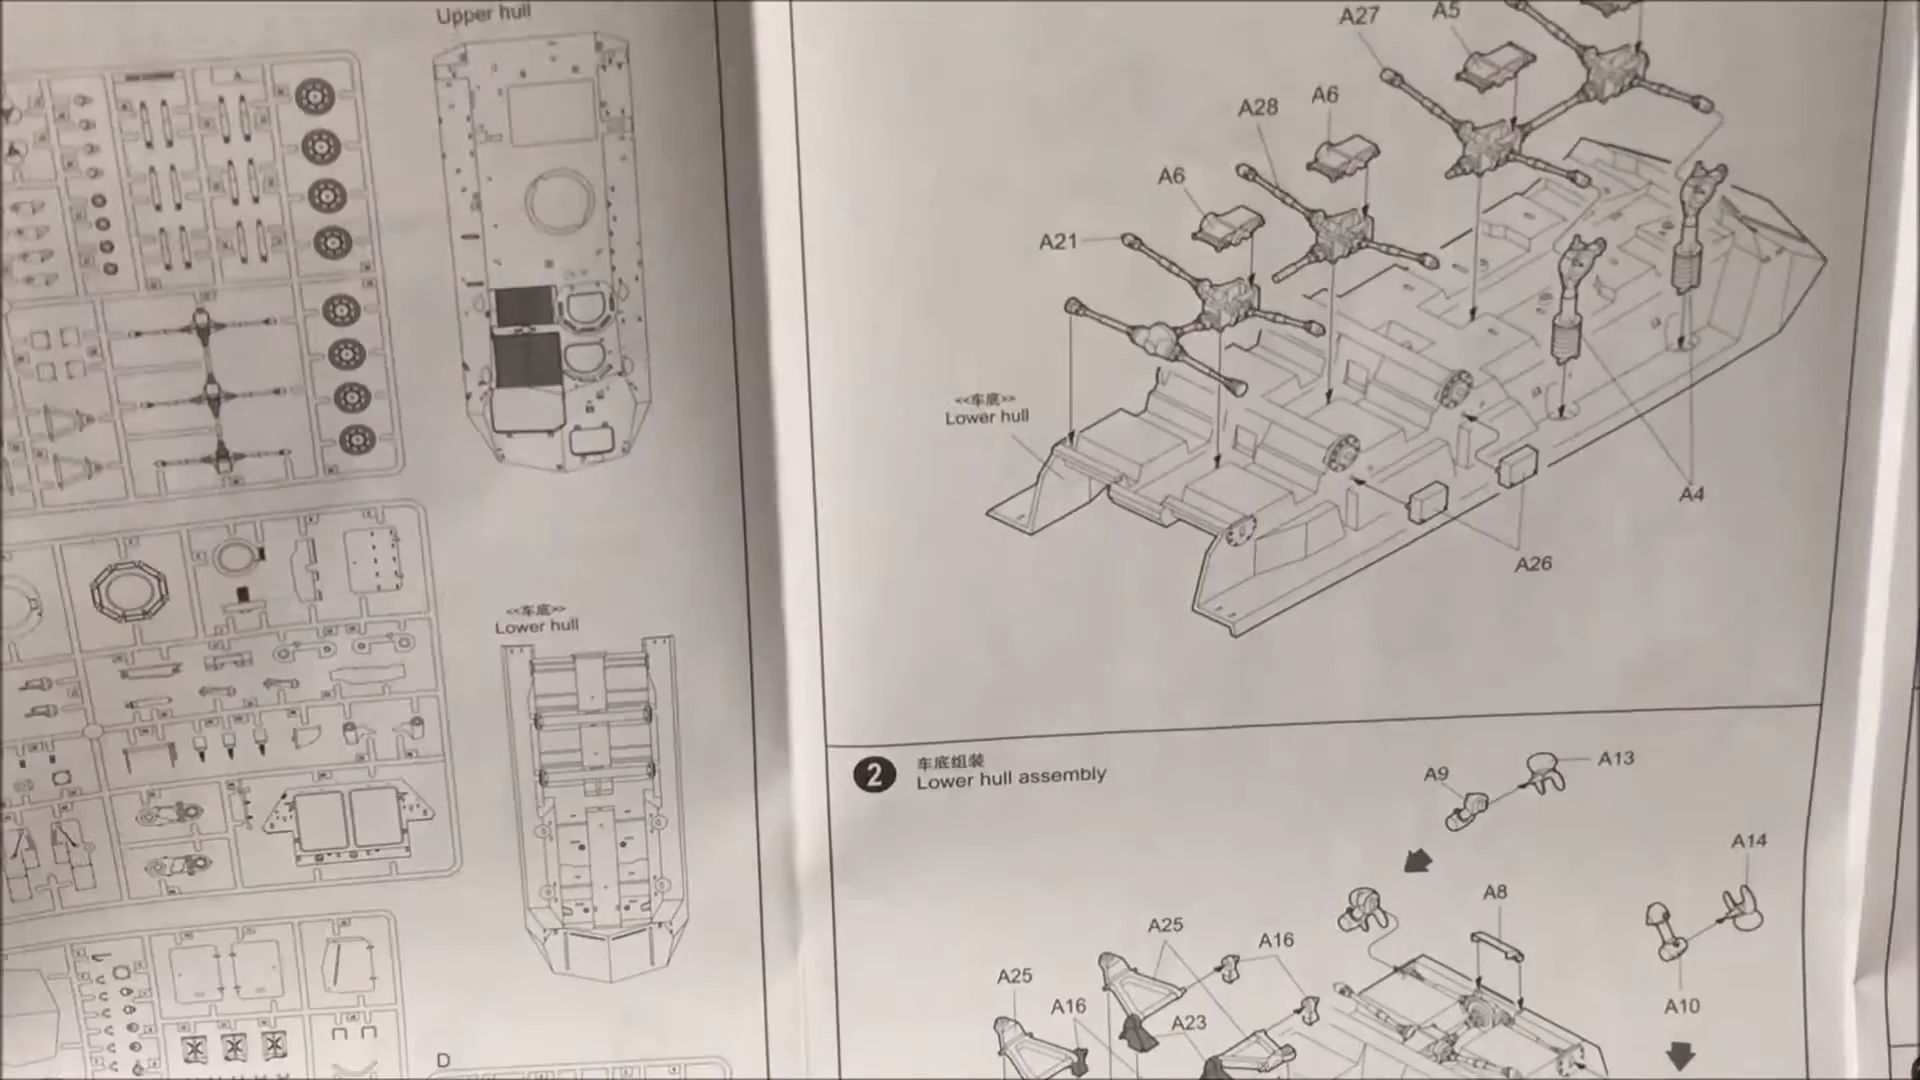 Upper hull
<<车底>>
Lower hull
D
A27
A5
A28
A6
A6
A21
<<车底>>
Lower hull
A4
A26
2
车底组装
Lower hull assembly
A9
A13
A14
A8
A25
A16
A25
A16
A23
A10